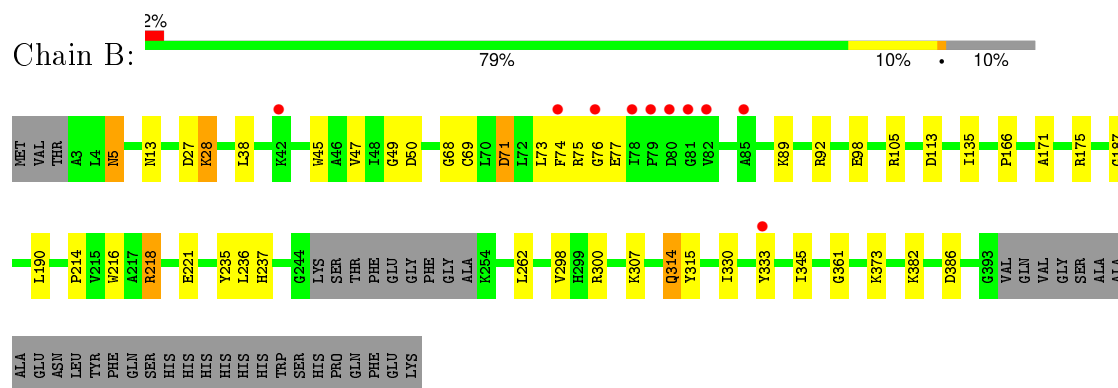 2%
Chain B:
79% 10% • 10%
MET VAL THR A3 L4 N5 N13 D27 K28 L38 K42 W45 A46 V47 I48 G49 D50 G68 C69 L70 D71 L72 L73 F74 R75 G76 E77 I78 P79 D80 G81 V82 A85 K89 R92 E98 R105 D113 I135 P166 A171 R175
L190 P214 V215 W216 A217 R218 E221 Y235 L236 H237 G244 LYS SER THR PHE GLU GLY PHE GLY ALA K254 L262 V298 H299 R300 K307 Q314 Y315 I330 Y333 I345 G361 K373 K382 D386 G393 VAL GLN VAL VAL GLY SER ALA
ALA GLU ASN LEU TYR PHE GLN SER HIS HIS HIS HIS HIS HIS TRP SER HIS PRO GLN PHE GLU LYS